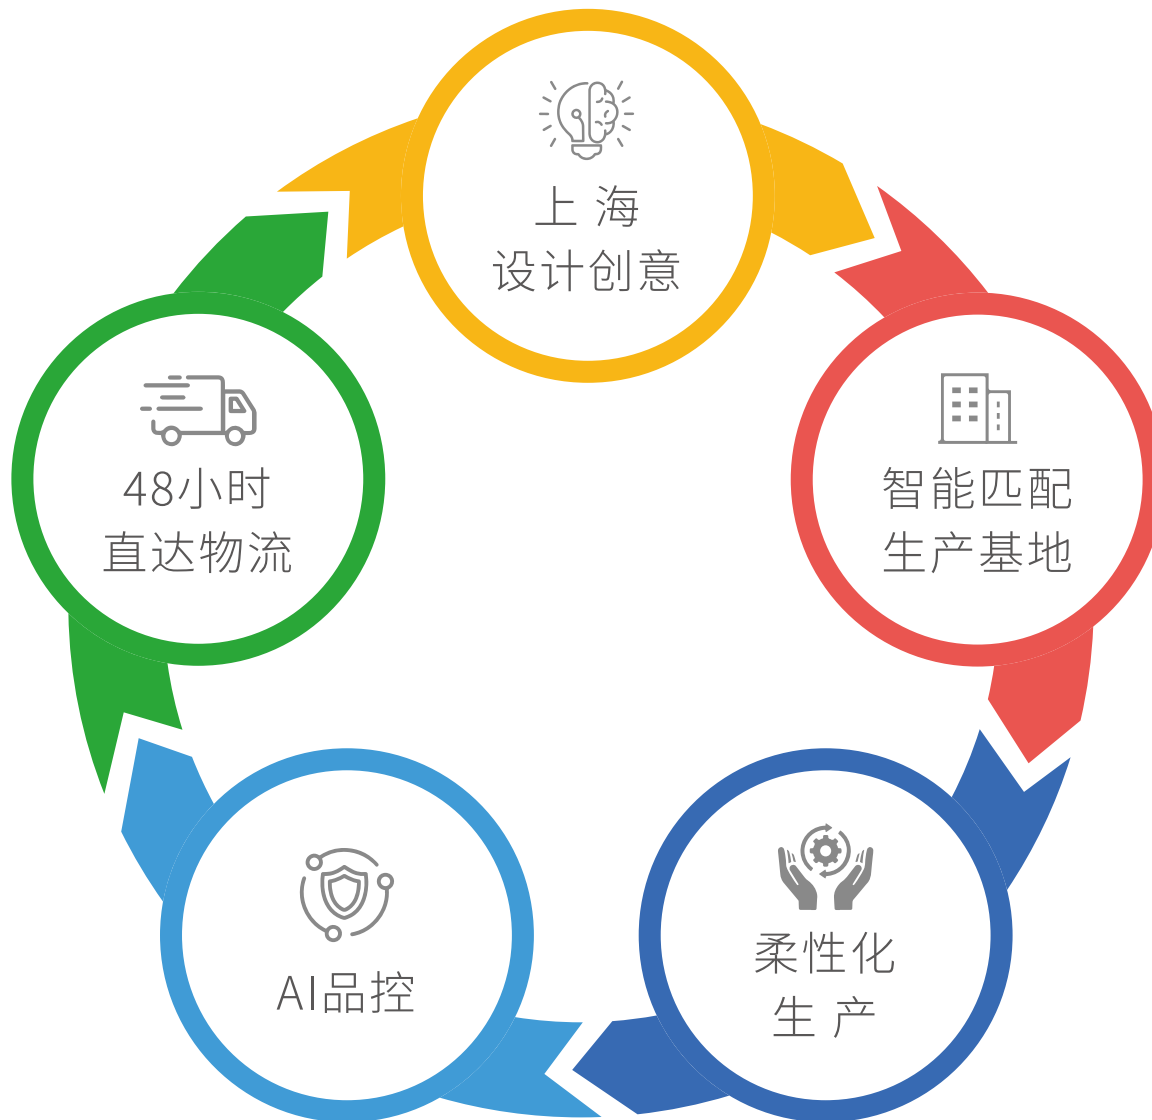 上 海
设计创意
48小时
直达物流
智能匹配
生产基地
AI品控
柔性化
生 产